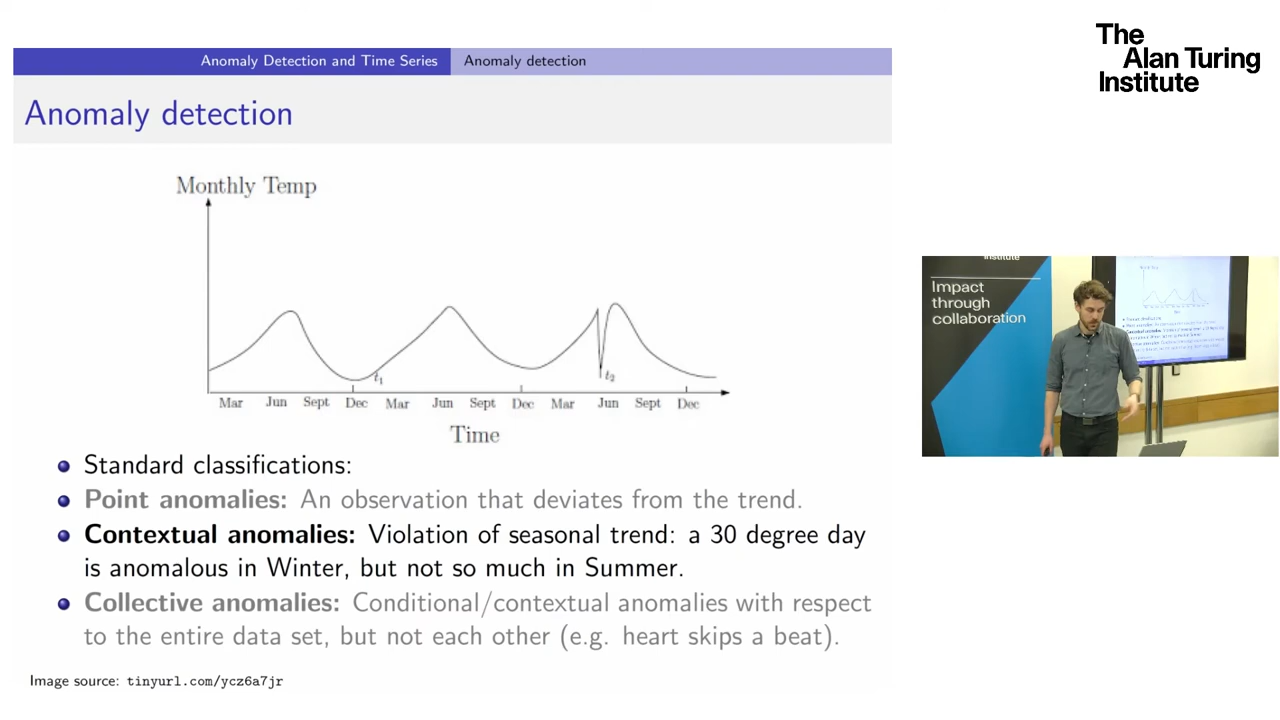 The
Alan Turing
Institute
Anomaly Detection and Time Series Anomaly detection
Anomaly detection
Monthly Temp
t1
t2
Mar Jun Sept Dec Mar Jun Sept Dec Mar Jun Sept Dec
Time
Standard classifications:
Point anomalies: An observation that deviates from the trend.
Contextual anomalies: Violation of seasonal trend: a 30 degree day
is anomalous in Winter, but not so much in Summer.
Collective anomalies: Conditional/contextual anomalies with respect
to the entire data set, but not each other (e.g. heart skips a beat).
Image source: tinyurl.com/ycz6a7jr
Institute
Impact
through
collaboration